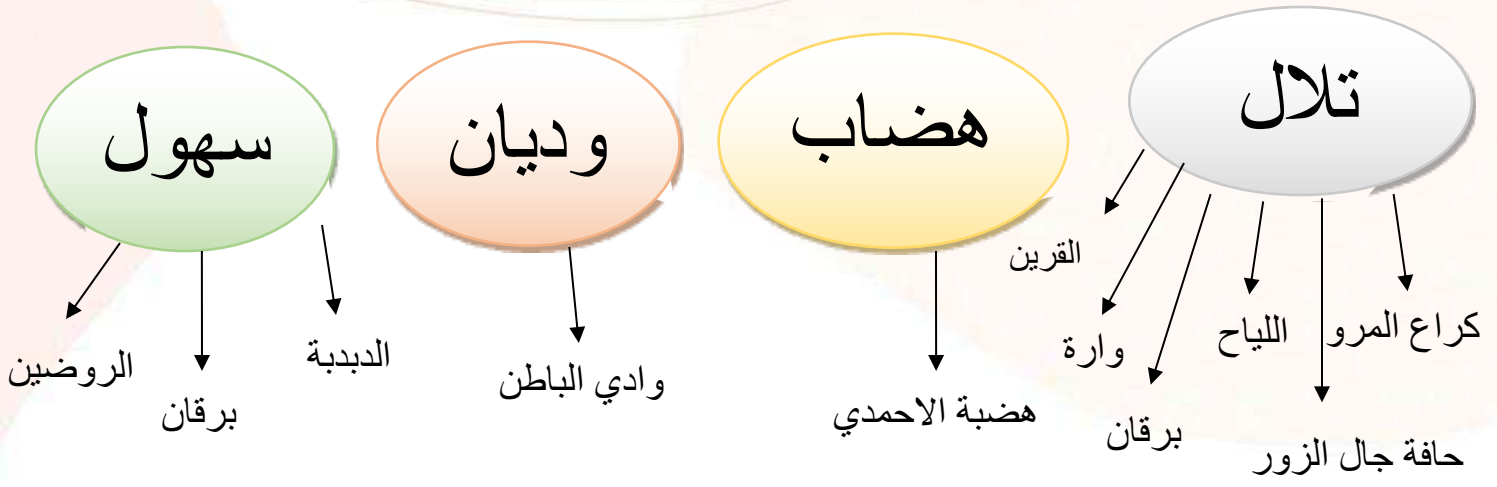 تلال
هضاب
وديان
سهول
كراع المرو
حافة جال الزور
اللياح
برقان
وارة
القرين
هضبة الاحمدي
وادي الباطن
الدبدبة
برقان
الروضين